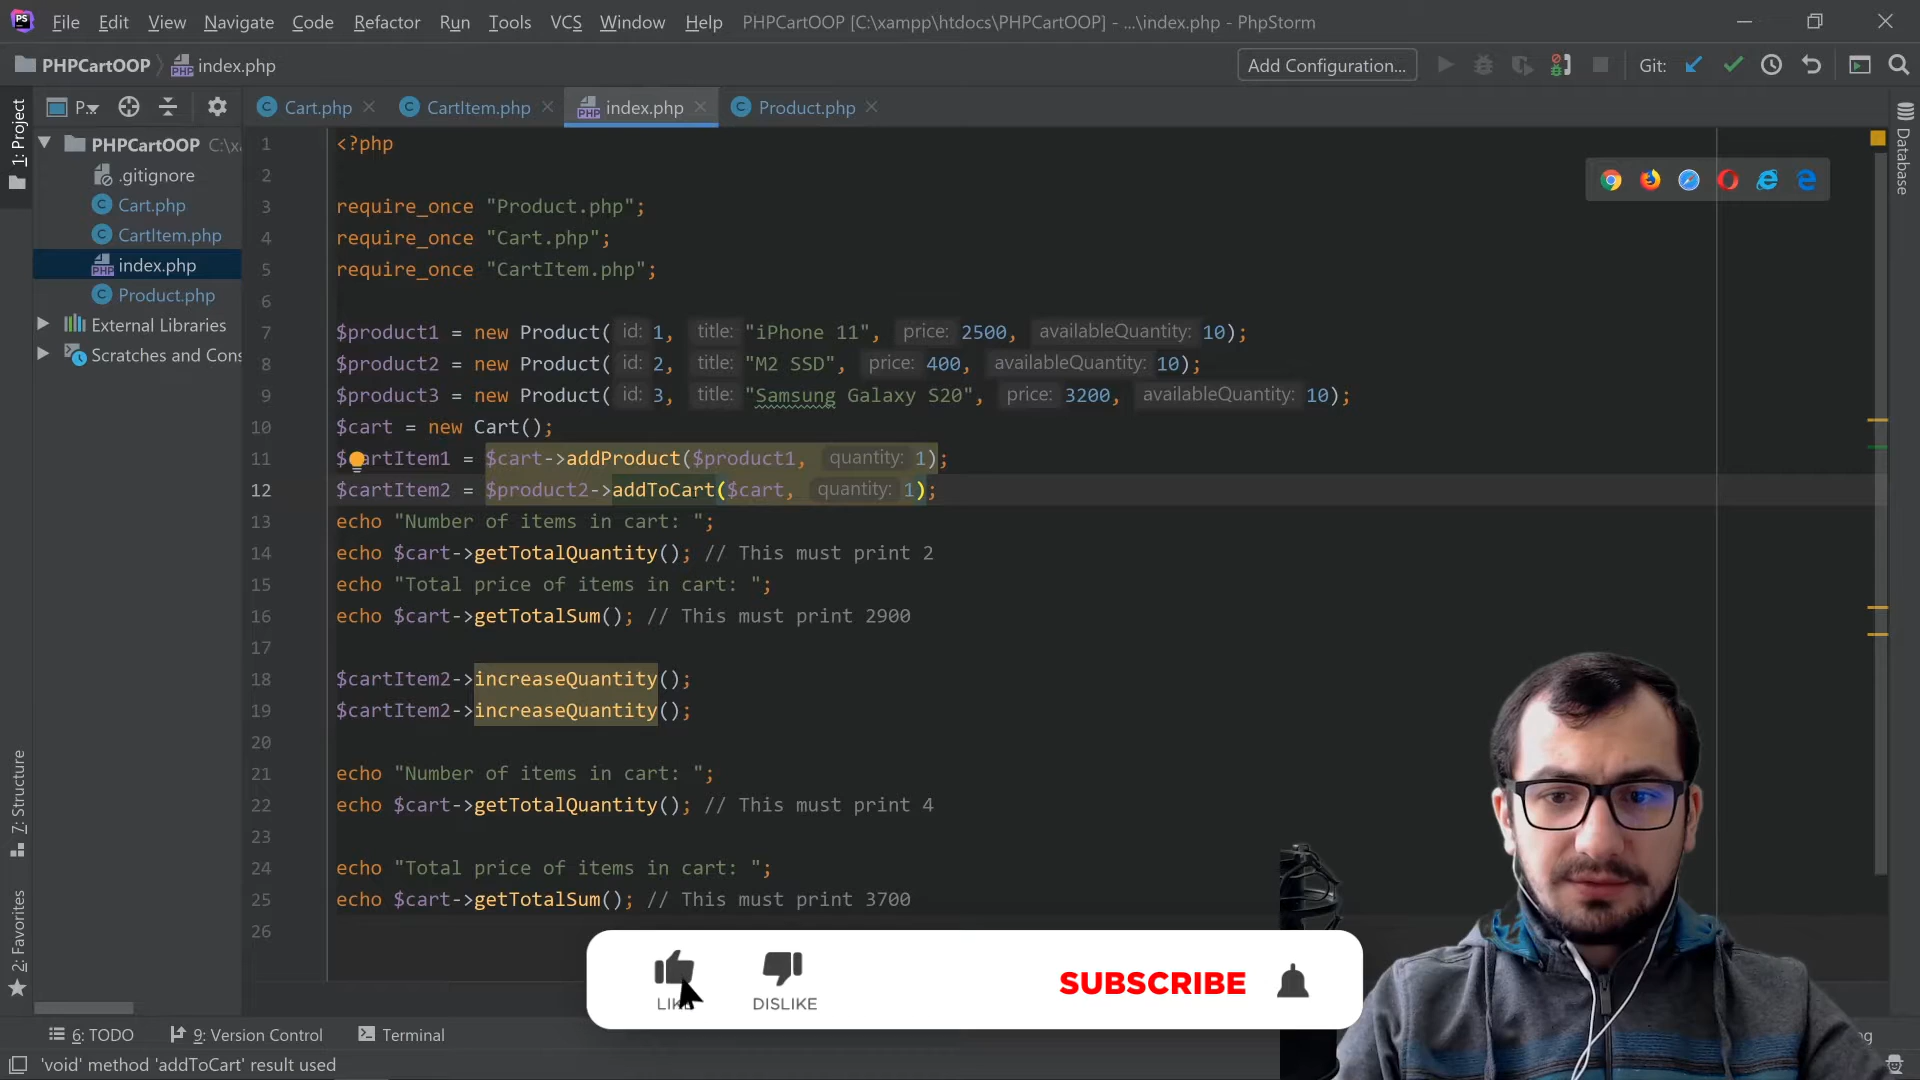 PS File Edit View Navigate Code Refactor Run Tools VCS Window Help PHPCartOOP [C:\xampp\htdocs\PHPCartOOP] - ...\index.php - PhpStorm
PHPCartOOP index.php Add Configuration... Git:
P... Cart.php CartItem.php index.php Product.php
1: Project
PHPCartOOP C:\xa
.gitignore
Cart.php
CartItem.php
index.php
Product.php
External Libraries
Scratches and Cons
7: Structure
2: Favorites
Database
1 <?php
2
3 require_once "Product.php";
4 require_once "Cart.php";
5 require_once "CartItem.php";
6
7 $product1 = new Product( id: 1, title: "iPhone 11", price: 2500, availableQuantity: 10);
8 $product2 = new Product( id: 2, title: "M2 SSD", price: 400, availableQuantity: 10);
9 $product3 = new Product( id: 3, title: "Samsung Galaxy S20", price: 3200, availableQuantity: 10);
10 $cart = new Cart();
11 $cartItem1 = $cart->addProduct($product1, quantity: 1);
12 $cartItem2 = $product2->addToCart($cart, quantity: 1);
13 echo "Number of items in cart: ";
14 echo $cart->getTotalQuantity(); // This must print 2
15 echo "Total price of items in cart: ";
16 echo $cart->getTotalSum(); // This must print 2900
17
18 $cartItem2->increaseQuantity();
19 $cartItem2->increaseQuantity();
20
21 echo "Number of items in cart: ";
22 echo $cart->getTotalQuantity(); // This must print 4
23
24 echo "Total price of items in cart: ";
25 echo $cart->getTotalSum(); // This must print 3700
26
LIKE DISLIKE SUBSCRIBE
6: TODO 9: Version Control Terminal
'void' method 'addToCart' result used